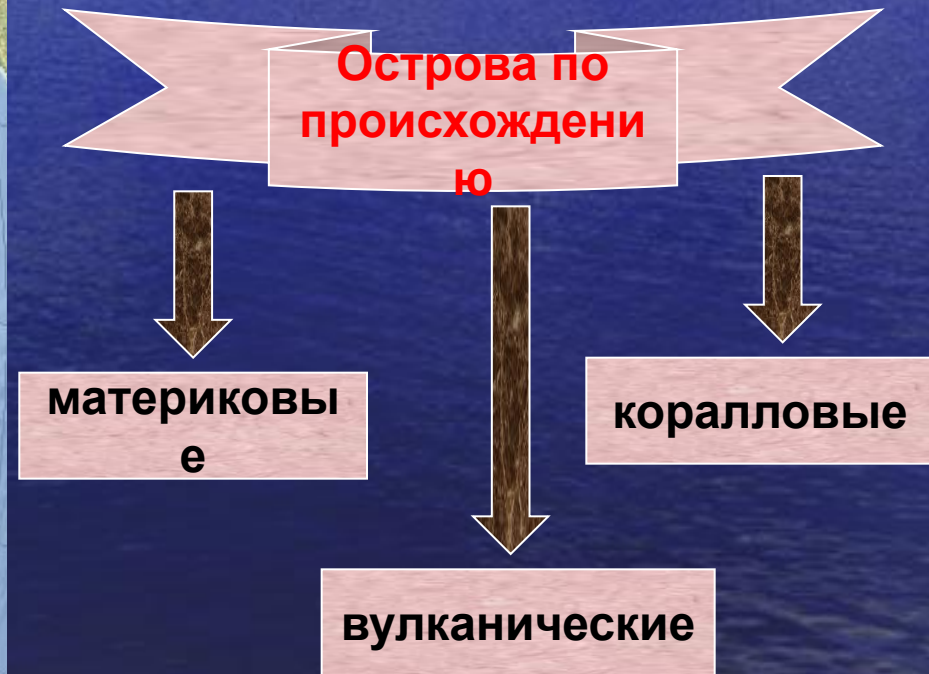 Острова по
происхождени
ю
материковы
е
коралловые
вулканические